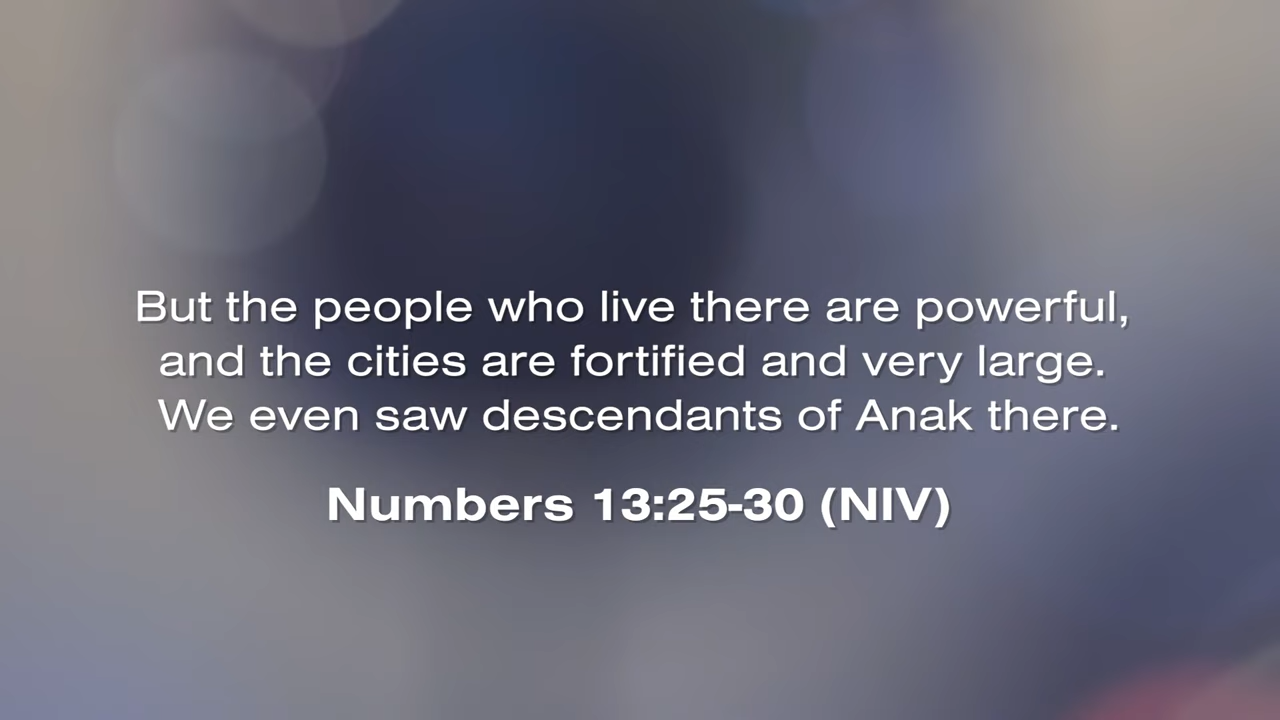 But the people who live there are powerful,
and the cities are fortified and very large.
We even saw descendants of Anak there.
Numbers 13:25-30 (NIV)